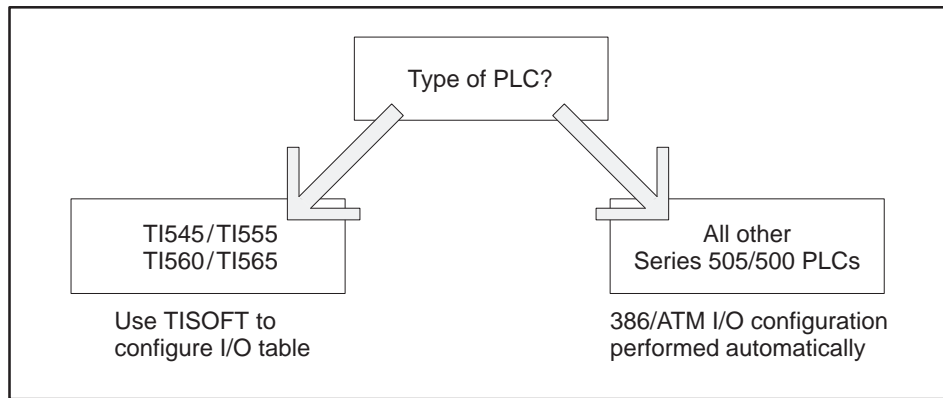 Type of PLC?
TI545/TI555
TI560/TI565
All other
Series 505/500 PLCs
Use TISOFT to
configure I/O table
386/ATM I/O configuration
performed automatically